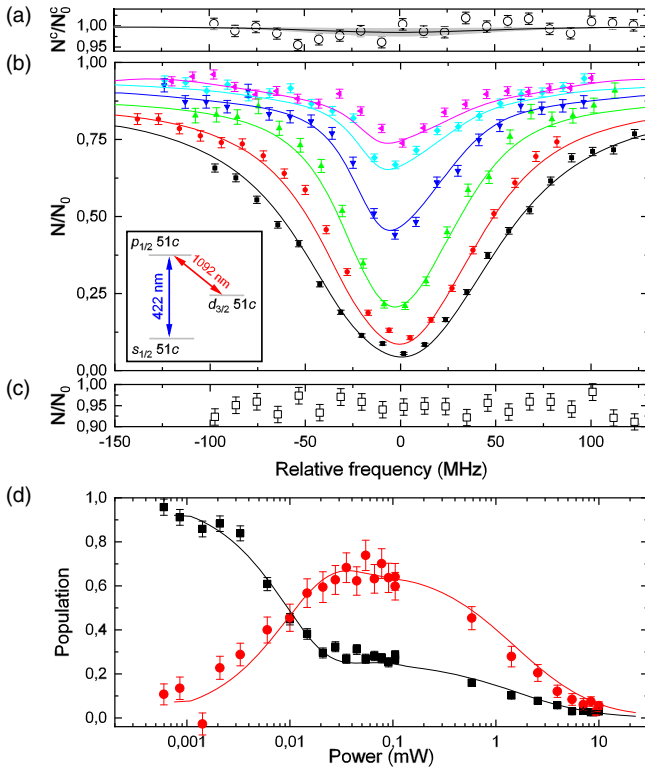 (a)
N^c/N_0^c
1,00
0,95
(b)
N/N_0
1,00
0,75
0,50
0,25
0,00
p_{1/2} 51c
1092 nm
422 nm
d_{3/2} 51c
s_{1/2} 51c
(c)
N/N_0
1,00
0,95
0,90
-150 -100 -50 0 50 100
Relative frequency (MHz)
(d)
Population
1,0
0,8
0,6
0,4
0,2
0,0
0,001 0,01 0,1 1 10
Power (mW)